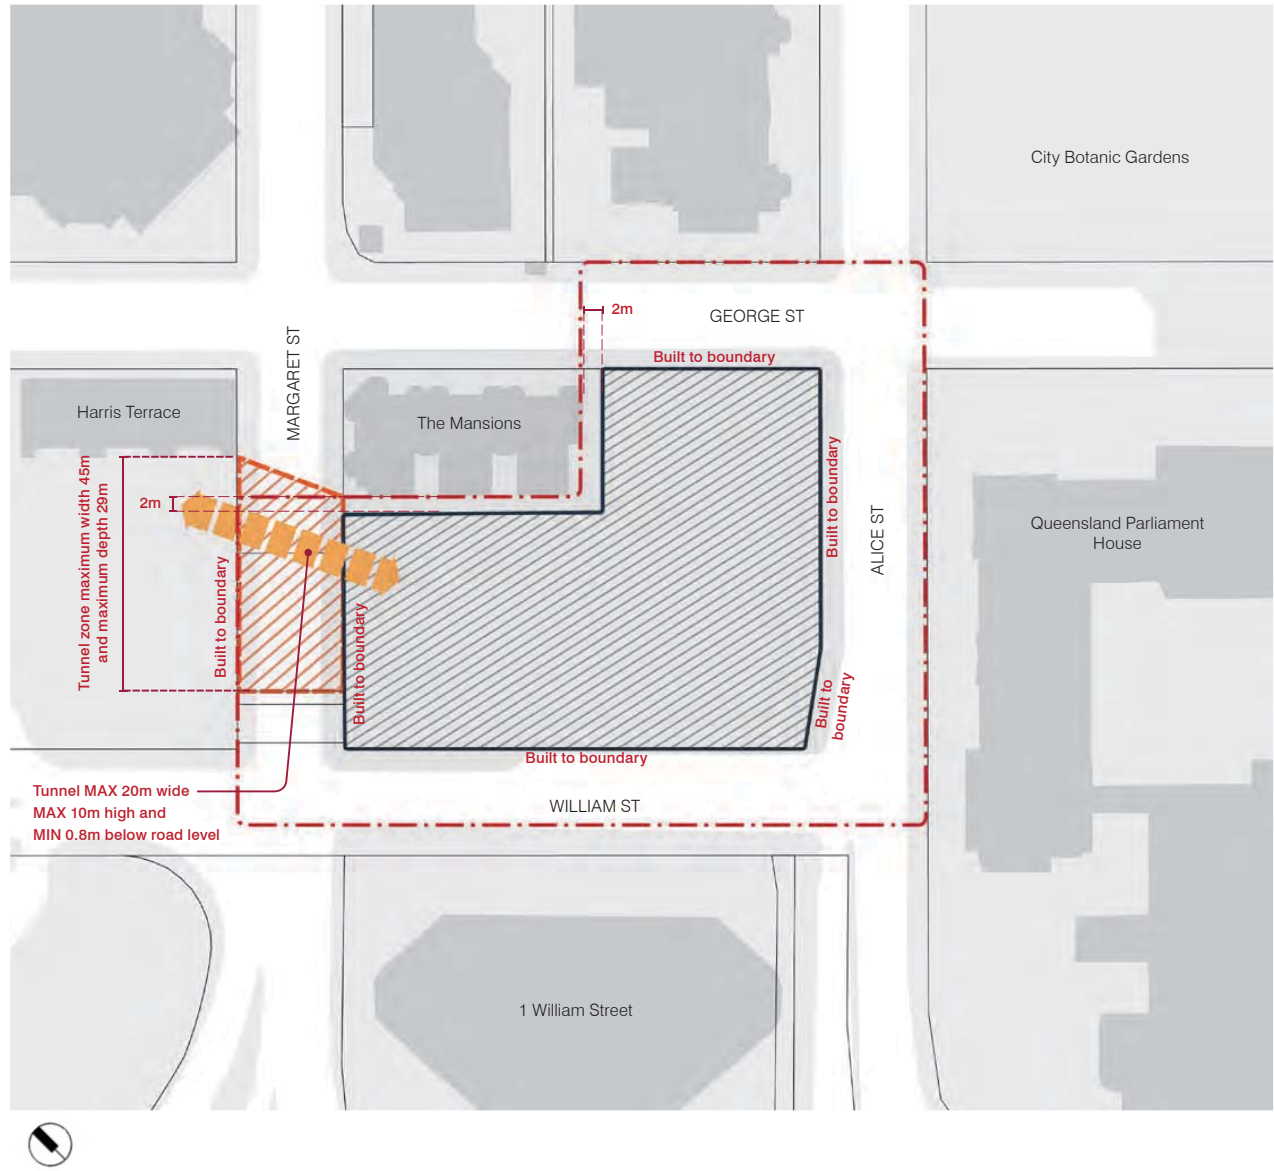 City Botanic Gardens
2m
GEORGE ST
Built to boundary
MARGARET ST
Harris Terrace
The Mansions
Tunnel zone maximum width 45m
and maximum depth 29m
2m
Built to boundary
Built to boundary
Built to boundary
ALICE ST
Queensland Parliament
House
Built to
boundary
Built to boundary
Tunnel MAX 20m wide
MAX 10m high and
MIN 0.8m below road level
WILLIAM ST
1 William Street